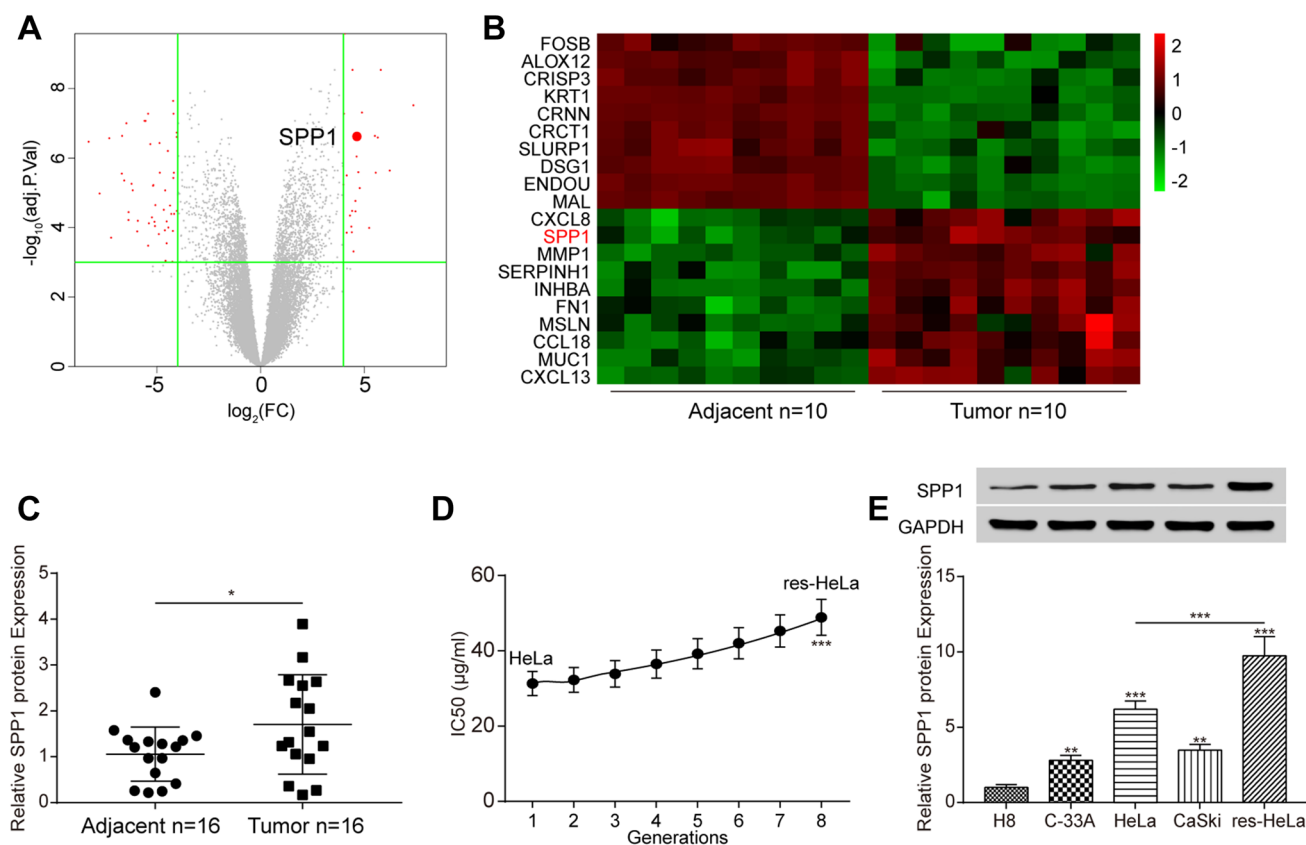 A
-log10(adj.P.Val)
8
6
4
2
0
SPP1
-5
0
5
log2(FC)
B
FOSB
ALOX12
CRISP3
KRT1
CRNN
CRCT1
SLURP1
DSG1
ENDOU
MAL
CXCL8
SPP1
MMP1
SERPINH1
INHBA
FN1
MSLN
CCL18
MUC1
CXCL13
2
1
0
-1
-2
Adjacent n=10
Tumor n=10
C
Relative SPP1 protein Expression
5
4
3
2
1
0
*
Adjacent n=16
Tumor n=16
D
IC50 (µg/ml)
60
40
20
0
HeLa
res-HeLa
***
1 2 3 4 5 6 7 8
Generations
E
SPP1
GAPDH
Relative SPP1 protein Expression
15
10
5
0
**
***
**
***
***
H8 C-33A HeLa CaSki res-HeLa